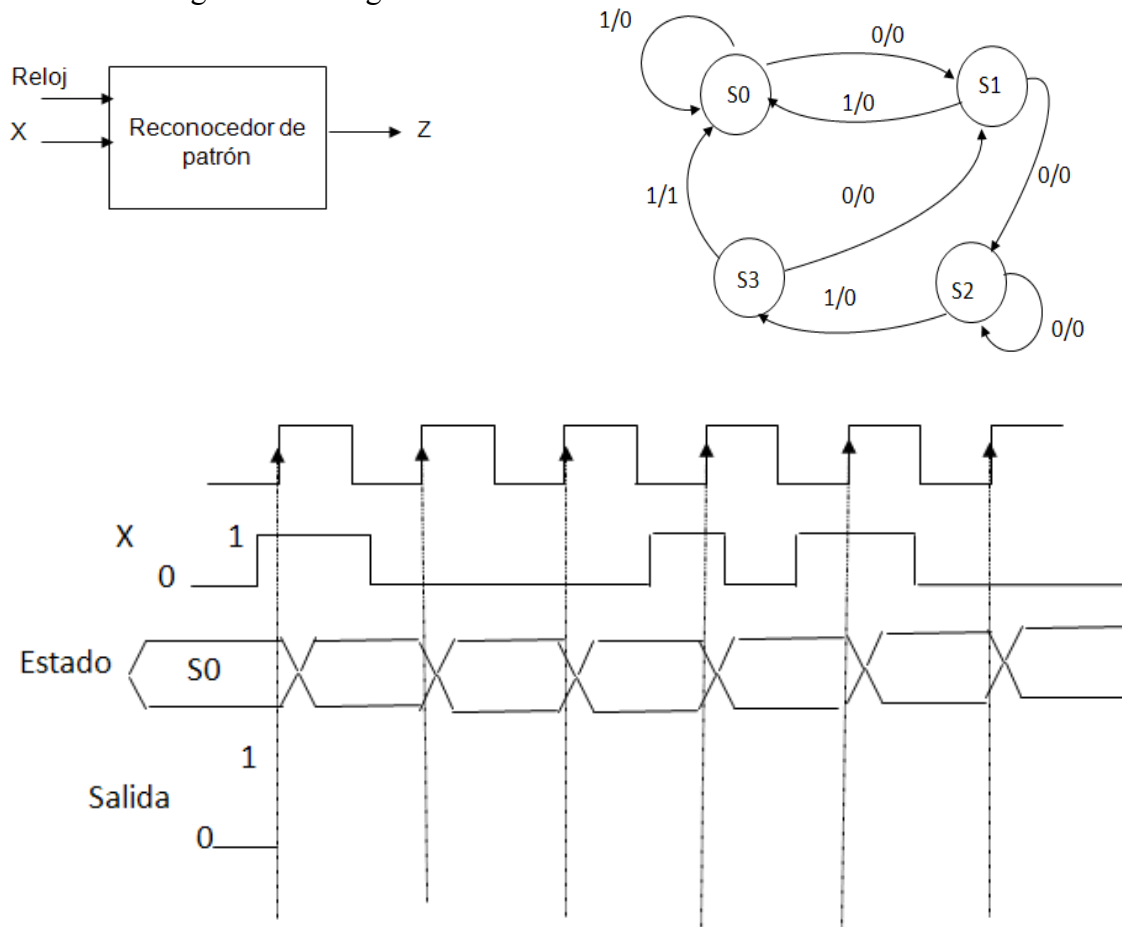 Reloj
X
Reconocedor de
patrón
Z
1/0
0/0
S0
S1
1/0
0/0
1/1
0/0
S3
S2
1/0
0/0
X
1
0
Estado
S0
1
Salida
0